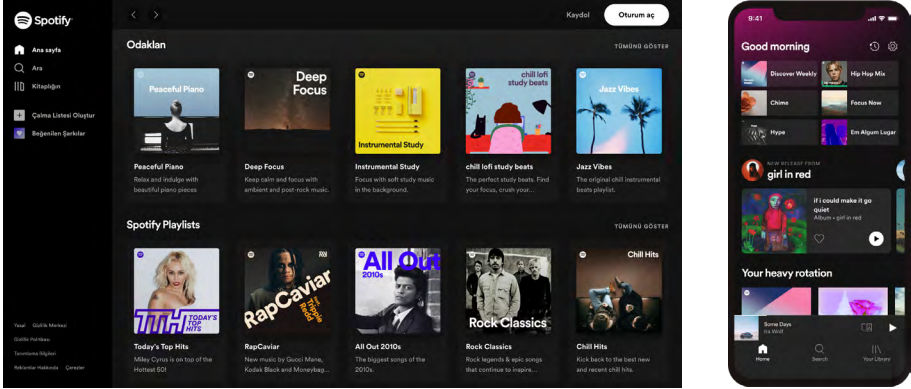 Spotify
Ana sayfa
Ara
Kitaplığın
Çalma Listesi Oluştur
Beğenilen Şarkılar
Yasal Gizlilik Merkezi
Gizlilik Politikası
Tanımlama Bilgileri
Reklamlar Hakkında Çerezler
Kaydol
Oturum aç
Odaklan
TÜMÜNÜ GÖSTER
Peaceful Piano
Deep
Focus
Instrumental Study
chill lofi
study beats
Jazz Vibes
Peaceful Piano
Relax and indulge with
beautiful piano pieces
Deep Focus
Keep calm and focus with
ambient and post-rock music.
Instrumental Study
Focus with soft study music
in the background.
chill lofi study beats
The perfect study beats. Find
your focus, crush your...
Jazz Vibes
The original chill instrumental
beats playlist.
Spotify Playlists
TÜMÜNÜ GÖSTER
TTH TODAY'S
TOP
HITS
RapCaviar
feat.
Trippie
Redd
All Out
2010s
Rock Classics
Chill Hits
Today's Top Hits
Miley Cyrus is on top of the
Hottest 50!
RapCaviar
New music by Gucci Mane,
Kodak Black and Moneybag...
All Out 2010s
The biggest songs of the
2010s.
Rock Classics
Rock legends & epic songs
that continue to inspire...
Chill Hits
Kick back to the best new
and recent chill hits.
9:41
Good morning
Discover Weekly
Hip Hop Mix
Chime
Focus Now
Hype
Em Algum Lugar
NEW RELEASE FROM
girl in red
if i could make it go
quiet
Album • girl in red
Your heavy rotation
Some Days
Ira Wolf
Home
Search
Your Library